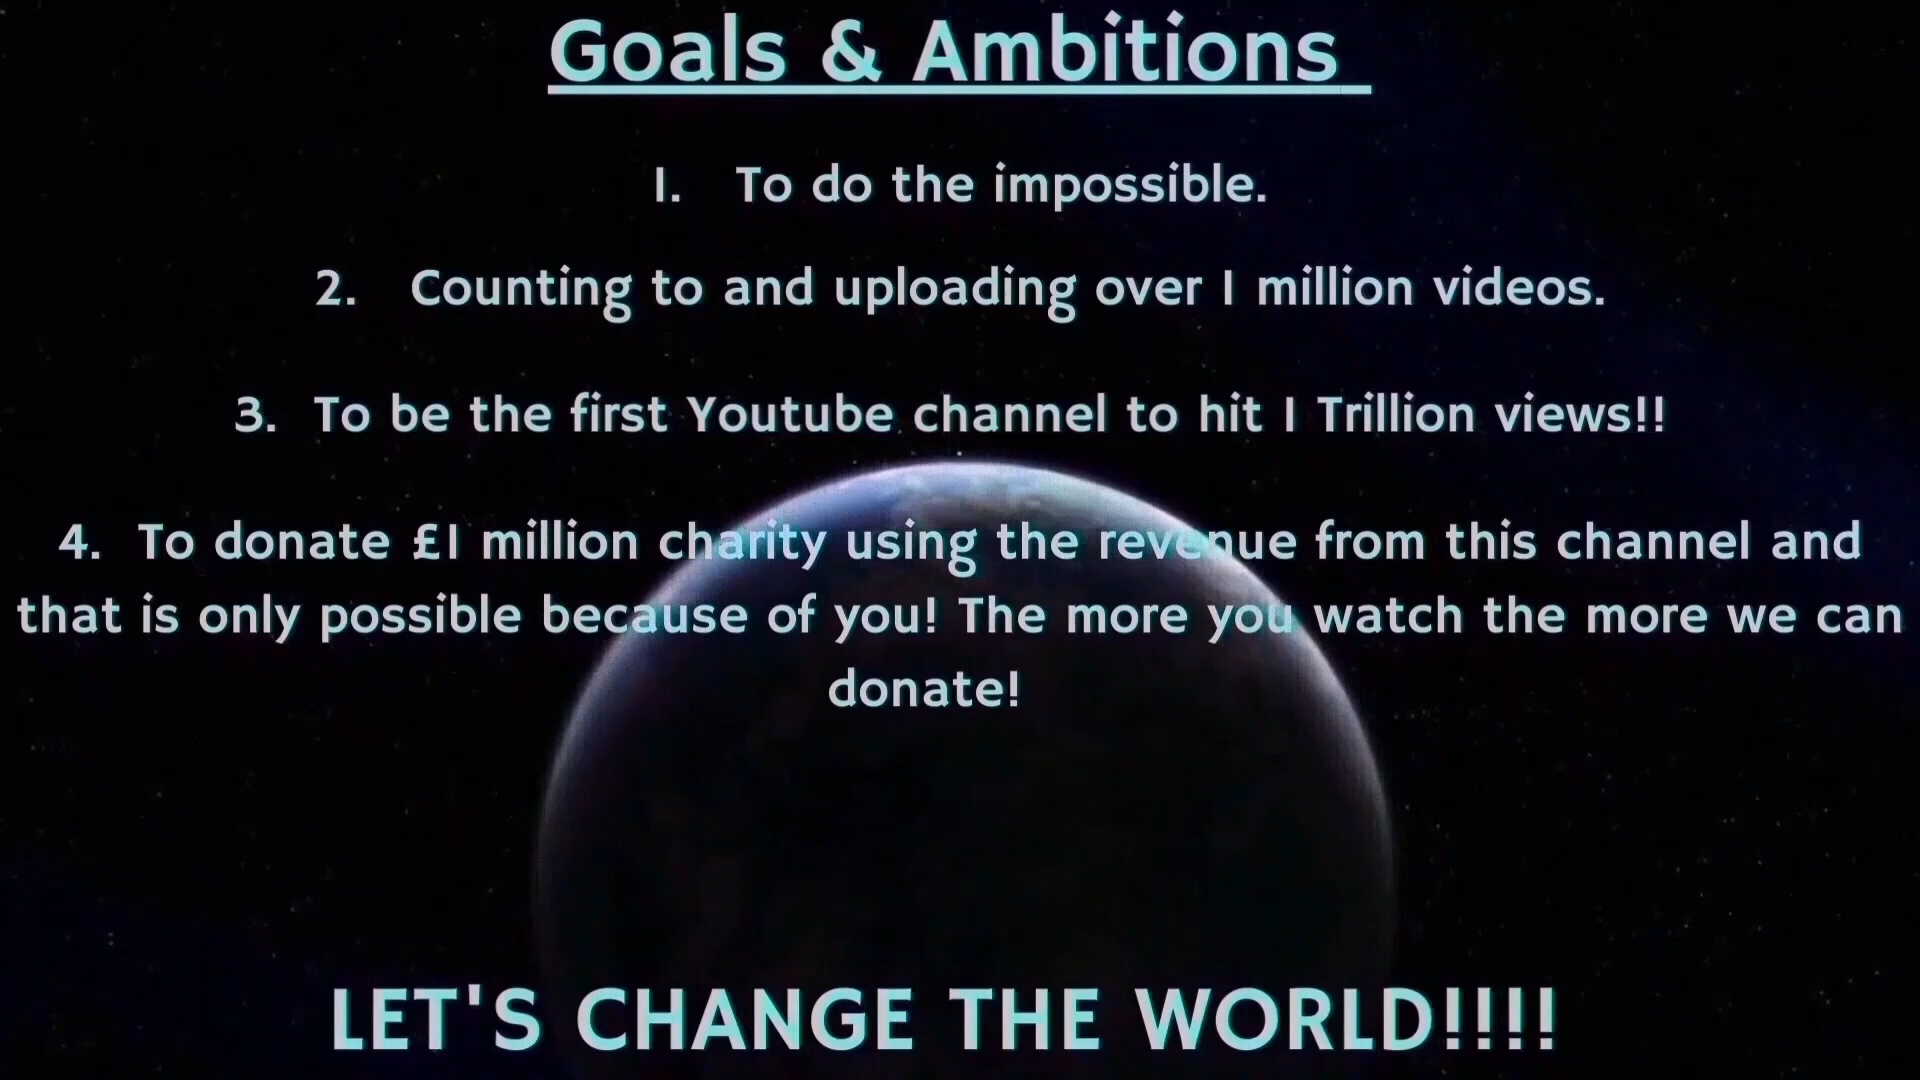 Goals & Ambitions
1. To do the impossible.
2. Counting to and uploading over 1 million videos.
3. To be the first Youtube channel to hit 1 Trillion views!!
4. To donate £1 million charity using the revenue from this channel and
that is only possible because of you! The more you watch the more we can
donate!
LET'S CHANGE THE WORLD!!!!